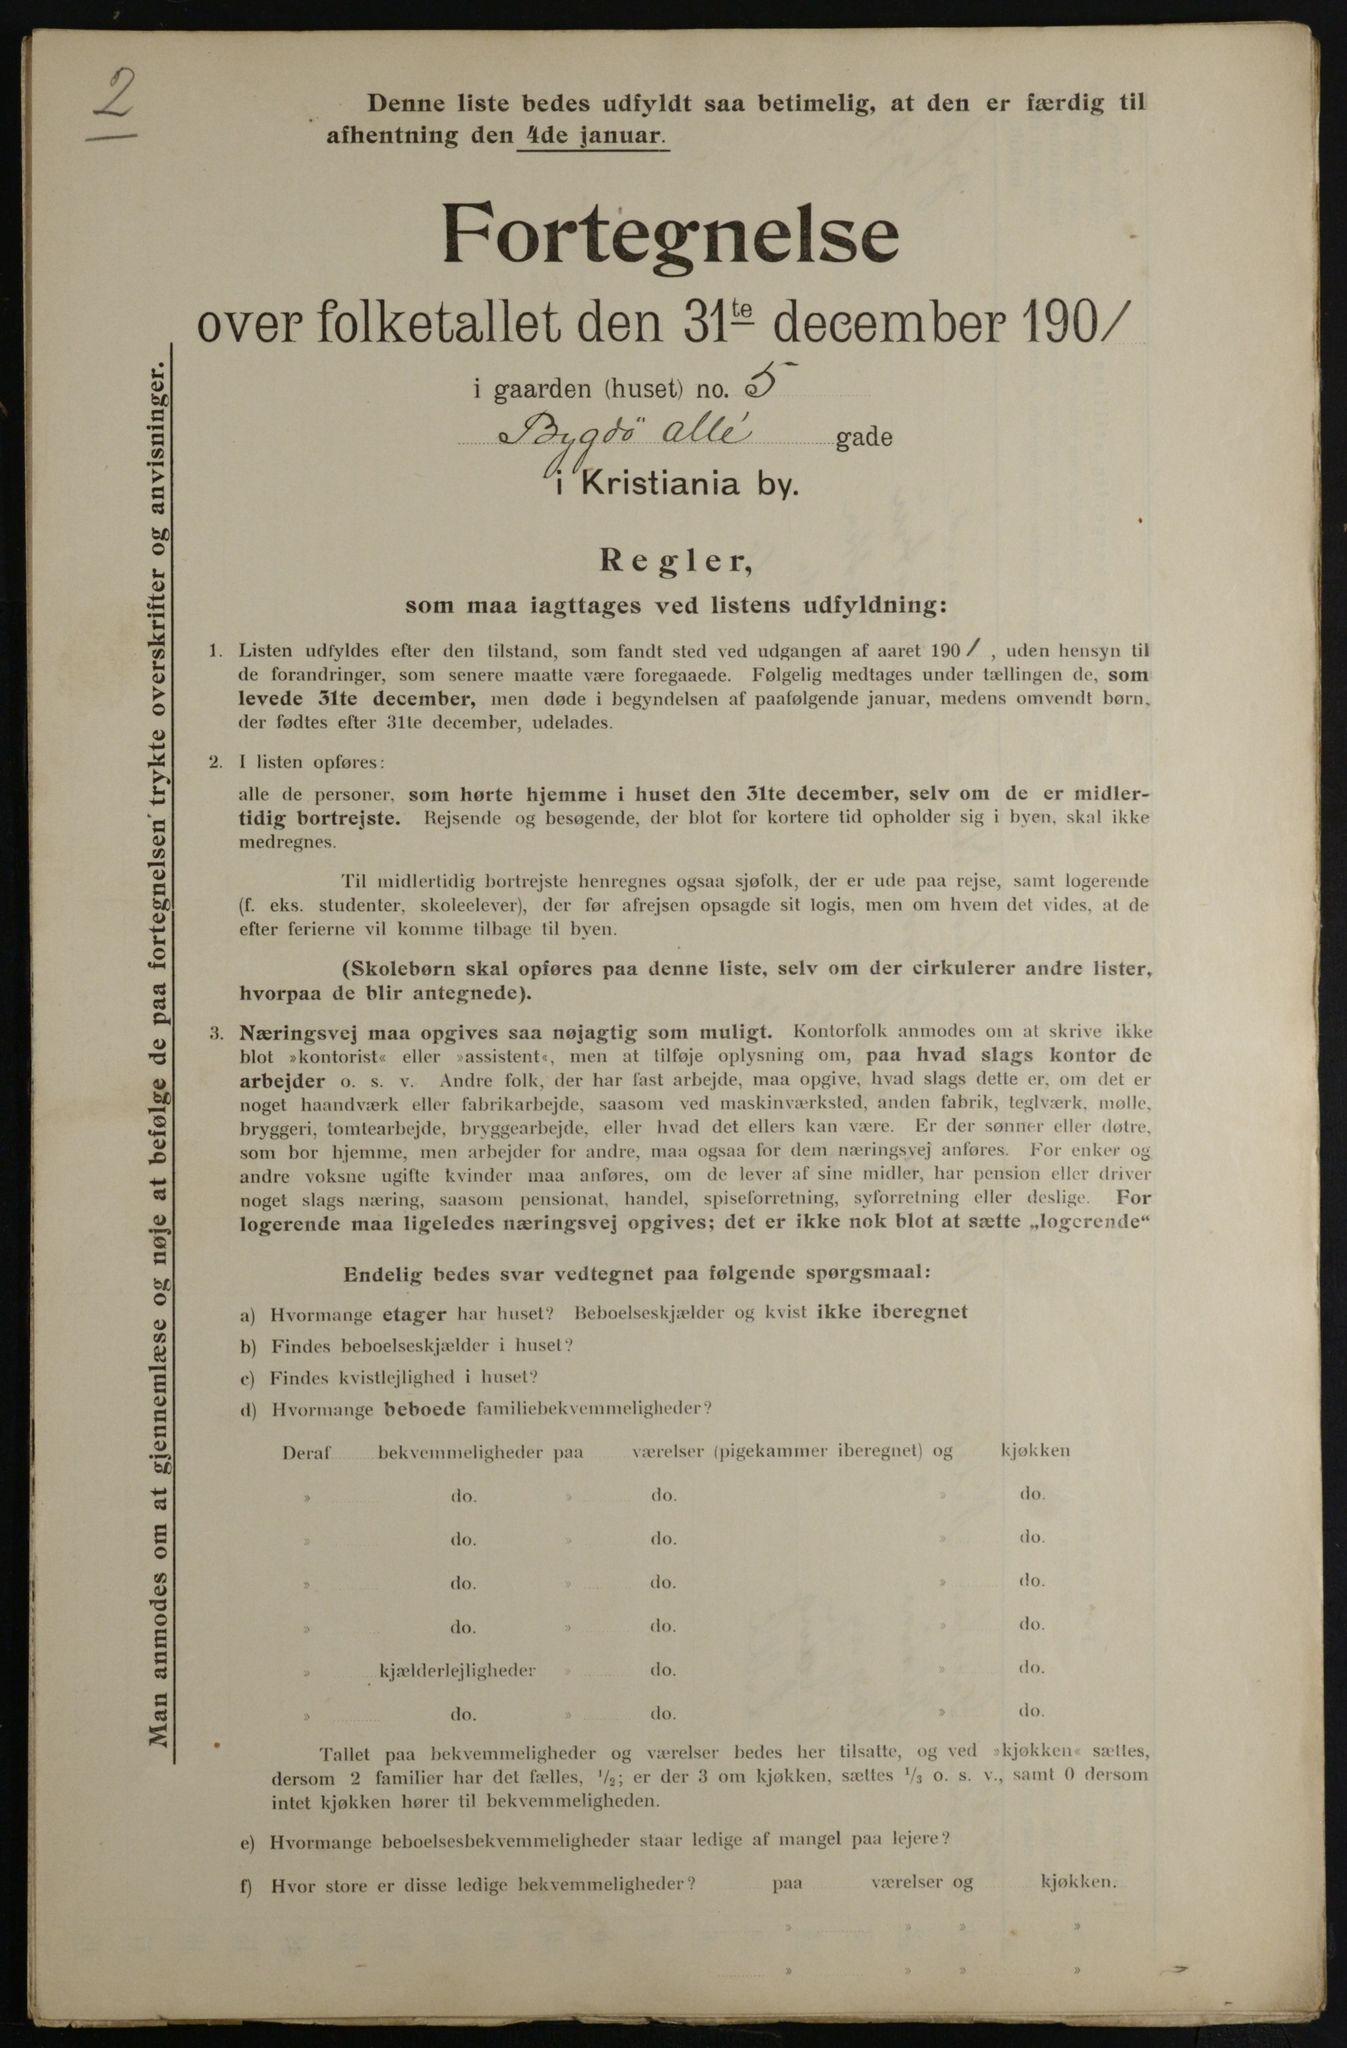 2
Denne liste bedes udfyldt saa betimelig, at den er færdig til
afhentning den 4de januar.
Fortegnelse
over folketallet den 31te december 1901
i gaarden (huset) no. 5
Bygdö allé gade
i Kristiania by.
Regler,
som maa iagttages ved listens udfyldning:
1. Listen udfyldes efter den tilstand, som fandt sted ved udgangen af aaret 1901, uden hensyn til
de forandringer, som senere maatte være foregaaede. Følgelig medtages under tællingen de, som
levede 31te december, men døde i begyndelsen af paafølgende januar, medens omvendt børn,
der fødtes efter 31te december, udelades.
2. I listen opføres:
alle de personer, som hørte hjemme i huset den 31te december, selv om de er midler-
tidig bortrejste. Rejsende og besøgende, der blot for kortere tid opholder sig i byen, skal ikke
medregnes.
Til midlertidig bortrejste henregnes ogsaa sjøfolk, der er ude paa rejse, samt logerende
(f. eks. studenter, skoleelever), der før afrejsen opsagde sit logis, men om hvem det vides, at de
efter ferierne vil komme tilbage til byen.
(Skolebørn skal opføres paa denne liste, selv om der cirkulerer andre lister,
hvorpaa de blir antegnede).
3. Næringsvej maa opgives saa nøjagtig som muligt. Kontorfolk anmodes om at skrive ikke
blot »kontorist« eller »assistent«, men at tilføje oplysning om, paa hvad slags kontor de
arbejder o. s. v. Andre folk, der har fast arbejde, maa opgive, hvad slags dette er, om det er
noget haandværk eller fabrikarbejde, saasom ved maskinværksted, anden fabrik, teglværk, mølle,
bryggeri, tomtearbejde, bryggearbejde, eller hvad det ellers kan være. Er der sønner eller døtre,
som bor hjemme, men arbejder for andre, maa ogsaa for dem næringsvej anføres. For enker og
andre voksne ugifte kvinder maa anføres, om de lever af sine midler, har pension eller driver
noget slags næring, saasom pensionat, handel, spiseforretning, syforretning eller deslige. For
logerende maa ligeledes næringsvej opgives; det er ikke nok blot at sætte „logerende“
Endelig bedes svar vedtegnet paa følgende spørgsmaal:
a) Hvormange etager har huset? Beboelseskjælder og kvist ikke iberegnet
b) Findes beboelseskjælder i huset?
c) Findes kvistlejlighed i huset?
d) Hvormange beboede familiebekvemmeligheder?
Deraf bekvemmeligheder paa værelser (pigekammer iberegnet) og kjøkken
» do. » do. » do.
» do. » do. » do.
» do. » do. » do.
» do. » do. » do.
» kjælderlejligheder » do. » do.
» do. » do. » do.
Tallet paa bekvemmeligheder og værelser bedes her tilsatte, og ved »kjøkken« sættes,
dersom 2 familier har det fælles, 1/2; er der 3 om kjøkken, sættes 1/3 o. s. v., samt 0 dersom
intet kjøkken hører til bekvemmeligheden.
e) Hvormange beboelsesbekvemmeligheder staar ledige af mangel paa lejere?
f) Hvor store er disse ledige bekvemmeligheder? paa værelser og kjøkken.
» » » »
» » » »
Man anmodes om at gjennemlæse og nøje at befølge de paa fortegnelsen trykte overskrifter og anvisninger.